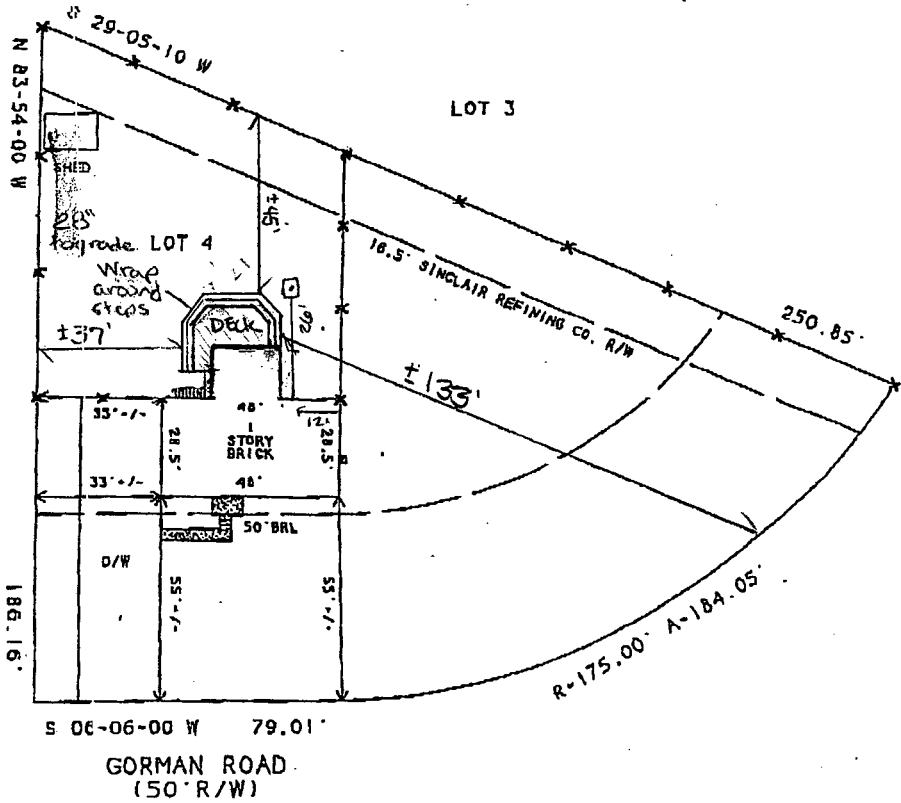 29-05-10 W
N 83-54-00 W
LOT 3
SHED
28"
to grade
LOT 4
Wrap
around
steps
±45'
DECK
±37'
16.5' SINCLAIR REFINING CO. R/W
250.85'
±133'
33'+/-
48'
12'
1
STORY
BRICK
28.5'
28.5'
33'+/-
48'
50'BRL
D/W
55'+/-
55'+/-
186.16'
R=175.00' A=184.05'
S 06-06-00 W 79.01'
GORMAN ROAD
(50'R/W)